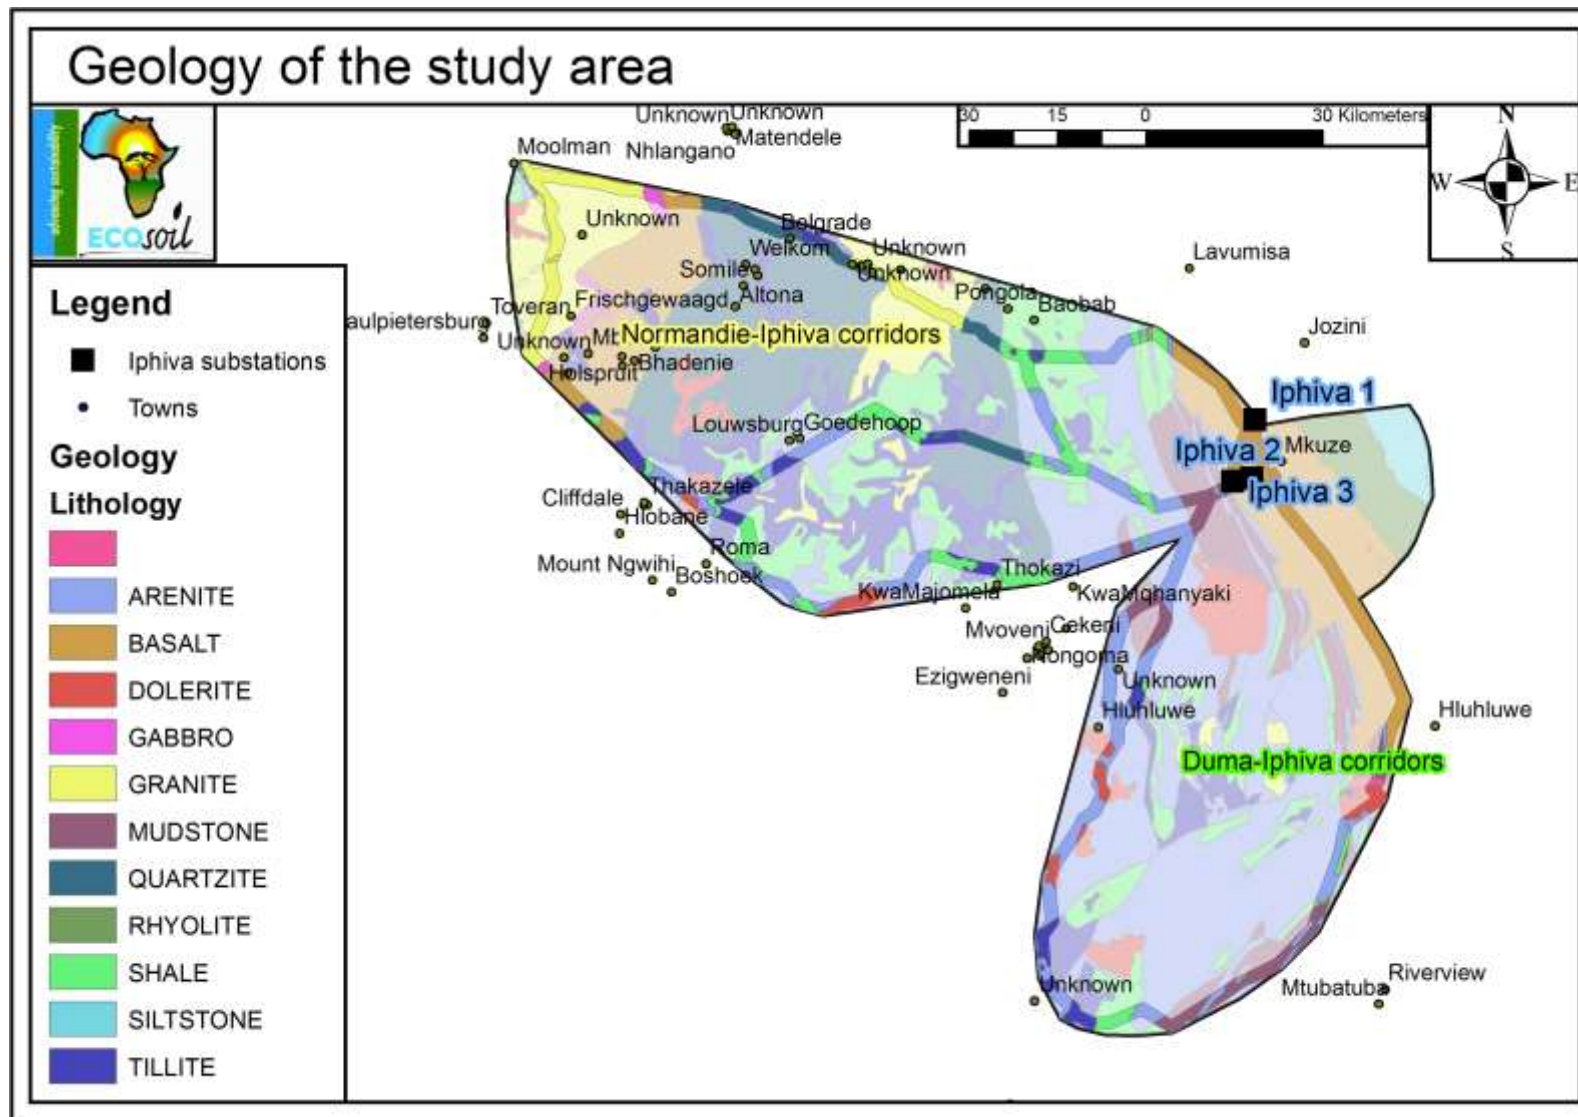 Geology of the study area
ECOsoil
30 15 0 30 Kilometers
N
W E
S
Legend
Iphiva substations
Towns
Geology
Lithology
ARENITE
BASALT
DOLERITE
GABBRO
GRANITE
MUDSTONE
QUARTZITE
RHYOLITE
SHALE
SILTSTONE
TILLITE
Unknown
Unknown
Matendele
Nhlangano
Moolman
Unknown
Belgrade
Welkom
Unknown
Somile
Unknown
Lavumisa
Altona
Pongola
Baobab
Toveran
Frischgewaagd
aulpietersburg
Jozini
Unknown
Normandie-Iphiva corridors
Bhadenie
Holspruit
Iphiva 1
Louwsburg
Goedehoop
Iphiva 2
Mkuze
Iphiva 3
Thakazele
Cliffdale
Hlobane
Roma
Mount Ngwihi
Boshoek
Thokazi
KwaMajomela
KwaMqhanyaki
Mvoveni
Cekeni
Nongoma
Ezigweneni
Unknown
Hluhluwe
Hluhluwe
Duma-Iphiva corridors
Unknown
Riverview
Mtubatuba